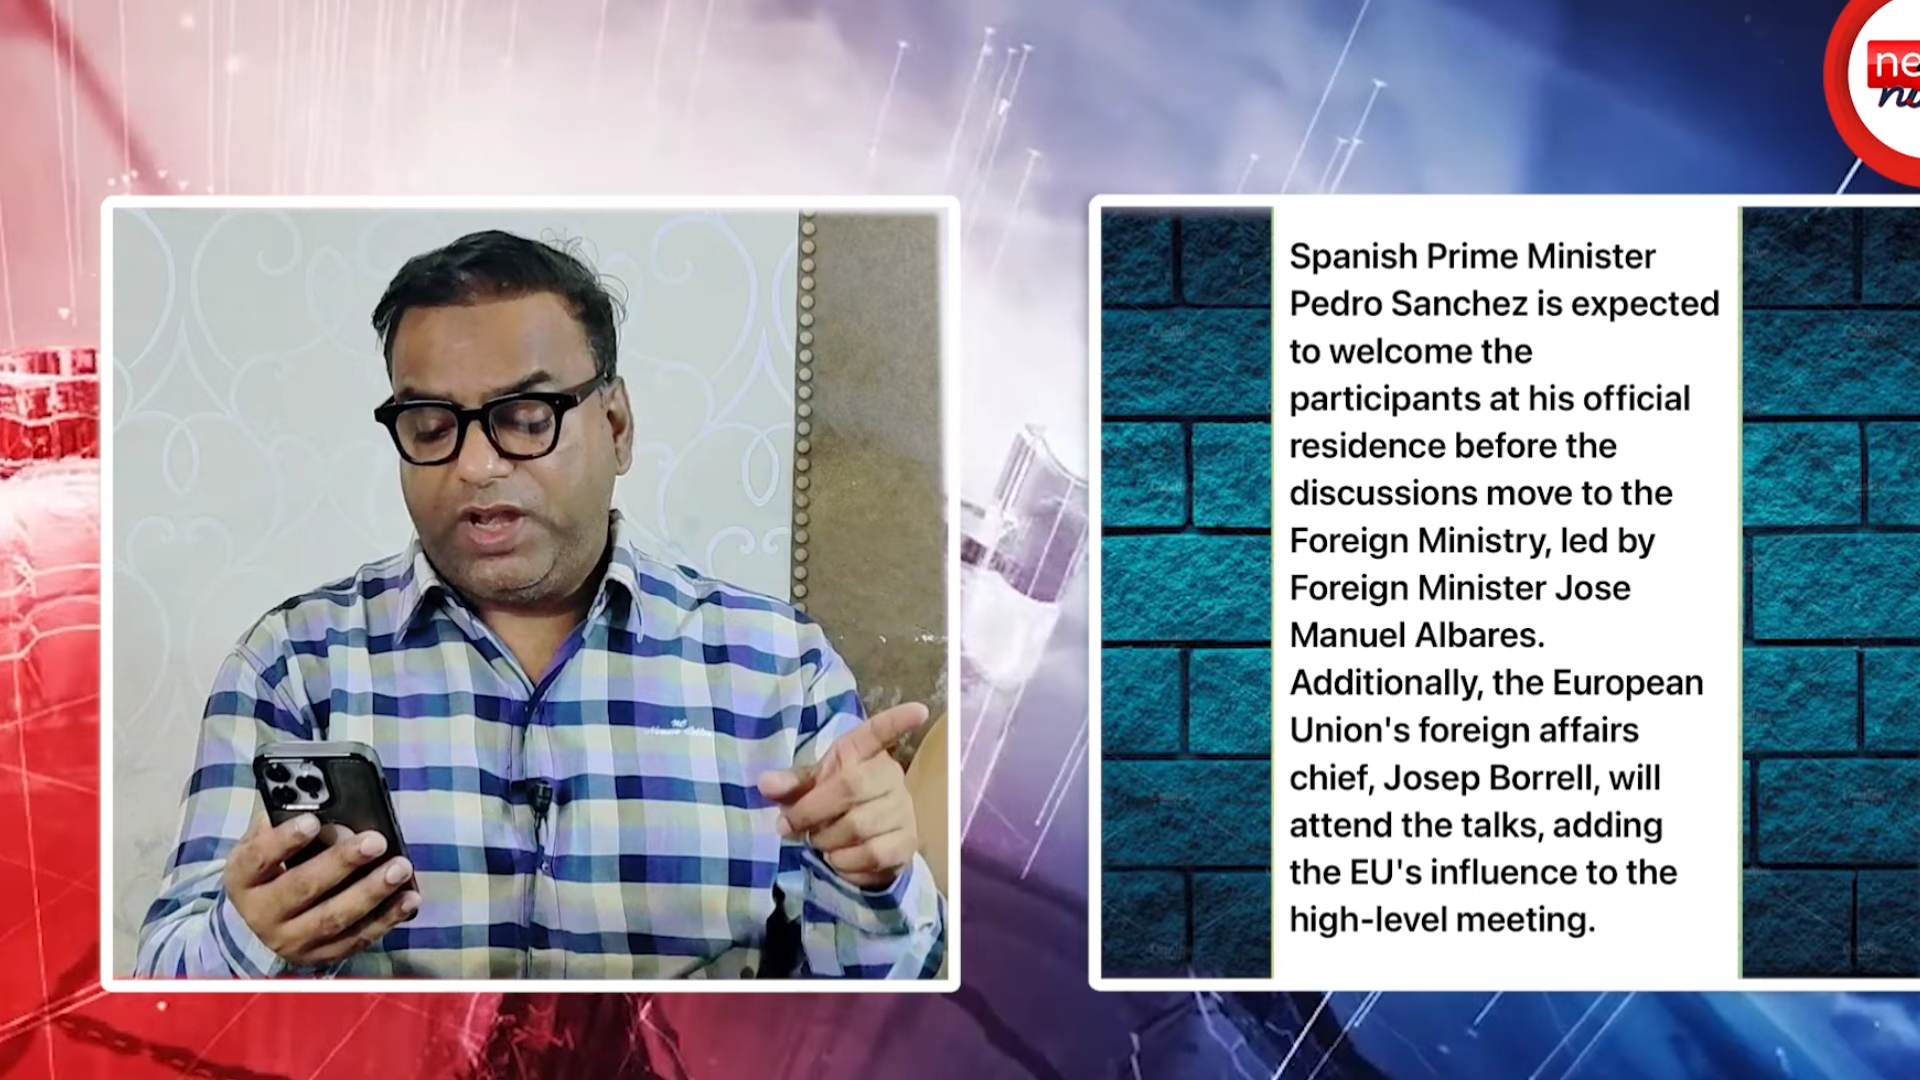 Spanish Prime Minister
Pedro Sanchez is expected
to welcome the
participants at his official
residence before the
discussions move to the
Foreign Ministry, led by
Foreign Minister Jose
Manuel Albares.
Additionally, the European
Union's foreign affairs
chief, Josep Borrell, will
attend the talks, adding
the EU's influence to the
high-level meeting.